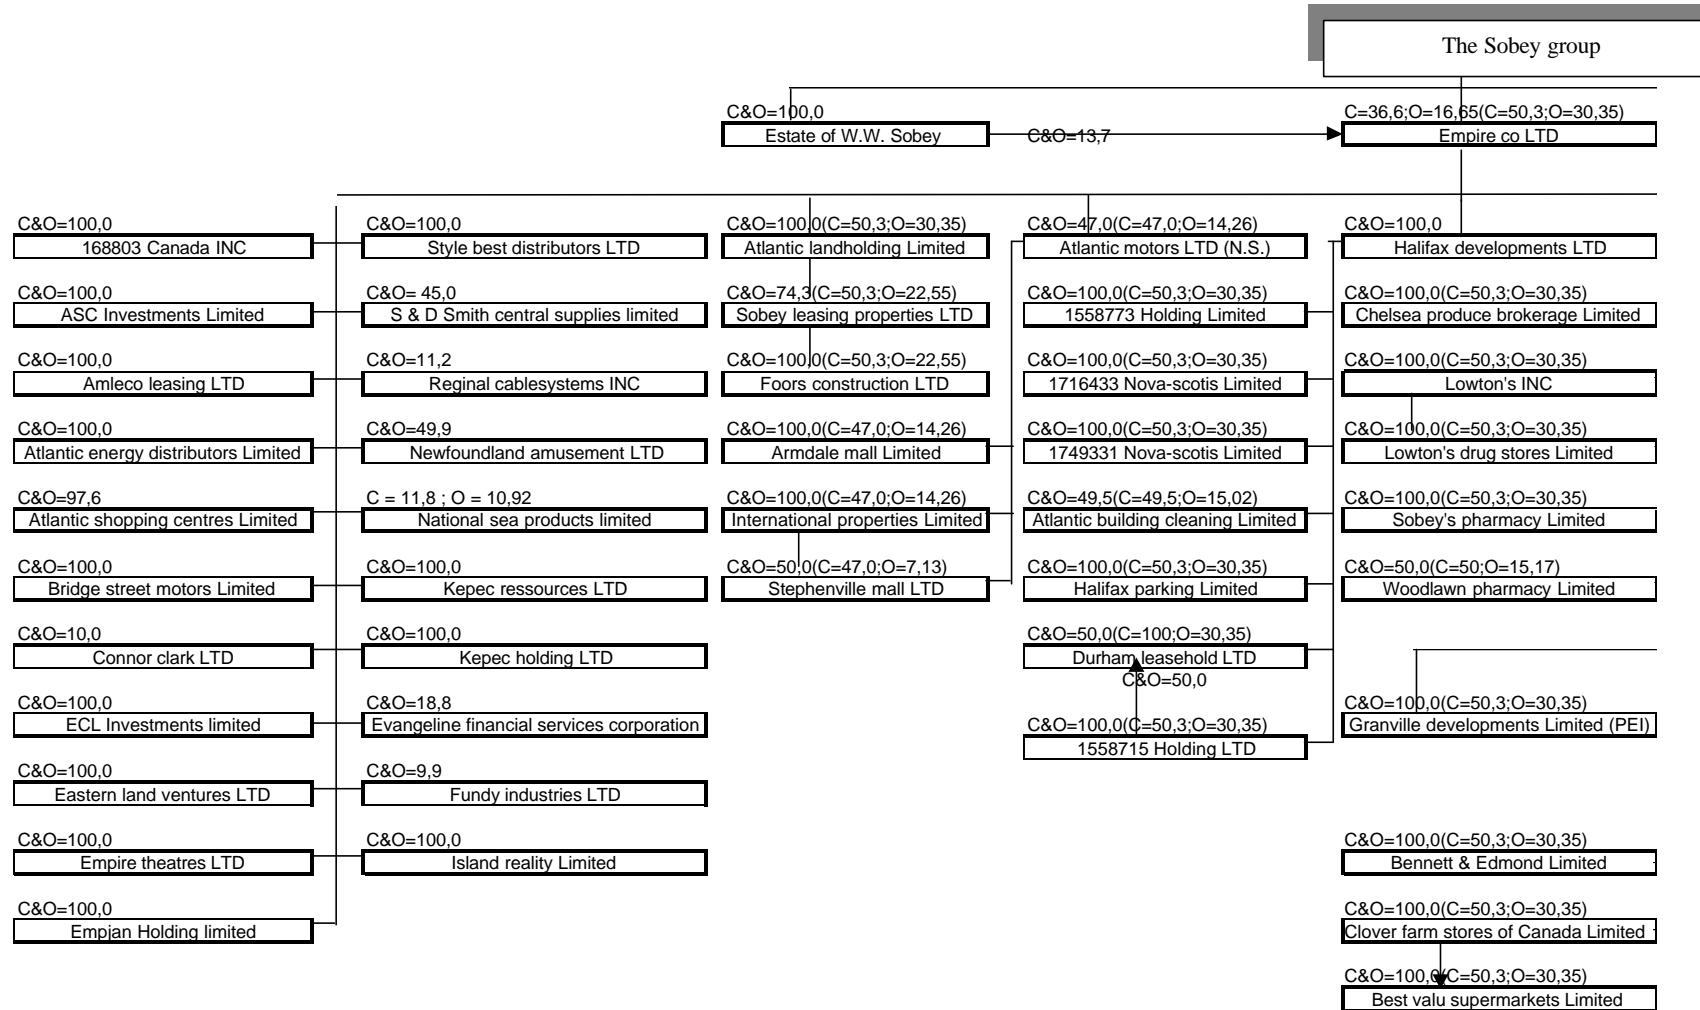 The Sobey group
C&O=100,0
Estate of W.W. Sobey
C&O=13,7
C=36,6;O=16,65(C=50,3;O=30,35)
Empire co LTD
C&O=100,0
168803 Canada INC
C&O=100,0
Style best distributors LTD
C&O=100,0(C=50,3;O=30,35)
Atlantic landholding Limited
C&O=47,0(C=47,0;O=14,26)
Atlantic motors LTD (N.S.)
C&O=100,0
Halifax developments LTD
C&O=100,0
ASC Investments Limited
C&O= 45,0
S & D Smith central supplies limited
C&O=74,3(C=50,3;O=22,55)
Sobey leasing properties LTD
C&O=100,0(C=50,3;O=30,35)
1558773 Holding Limited
C&O=100,0(C=50,3;O=30,35)
Chelsea produce brokerage Limited
C&O=100,0
Amleco leasing LTD
C&O=11,2
Reginal cablesystems INC
C&O=100,0(C=50,3;O=22,55)
Foors construction LTD
C&O=100,0(C=50,3;O=30,35)
1716433 Nova-scotis Limited
C&O=100,0(C=50,3;O=30,35)
Lowton's INC
C&O=100,0
Atlantic energy distributors Limited
C&O=49,9
Newfoundland amusement LTD
C&O=100,0(C=47,0;O=14,26)
Armdale mall Limited
C&O=100,0(C=50,3;O=30,35)
1749331 Nova-scotis Limited
C&O=100,0(C=50,3;O=30,35)
Lowton's drug stores Limited
C&O=97,6
Atlantic shopping centres Limited
C = 11,8 ; O = 10,92
National sea products limited
C&O=100,0(C=47,0;O=14,26)
International properties Limited
C&O=49,5(C=49,5;O=15,02)
Atlantic building cleaning Limited
C&O=100,0(C=50,3;O=30,35)
Sobey's pharmacy Limited
C&O=100,0
Bridge street motors Limited
C&O=100,0
Kepec ressources LTD
C&O=50,0(C=47,0;O=7,13)
Stephenville mall LTD
C&O=100,0(C=50,3;O=30,35)
Halifax parking Limited
C&O=50,0(C=50;O=15,17)
Woodlawn pharmacy Limited
C&O=10,0
Connor clark LTD
C&O=100,0
Kepec holding LTD
C&O=50,0(C=100;O=30,35)
Durham leasehold LTD
C&O=50,0
C&O=100,0
ECL Investments limited
C&O=18,8
Evangeline financial services corporation
C&O=100,0(C=50,3;O=30,35)
1558715 Holding LTD
C&O=100,0(C=50,3;O=30,35)
Granville developments Limited (PEI)
C&O=100,0
Eastern land ventures LTD
C&O=9,9
Fundy industries LTD
C&O=100,0
Empire theatres LTD
C&O=100,0
Island reality Limited
C&O=100,0(C=50,3;O=30,35)
Bennett & Edmond Limited
C&O=100,0
Empjan Holding limited
C&O=100,0(C=50,3;O=30,35)
Clover farm stores of Canada Limited
C&O=100,0(C=50,3;O=30,35)
Best valu supermarkets Limited